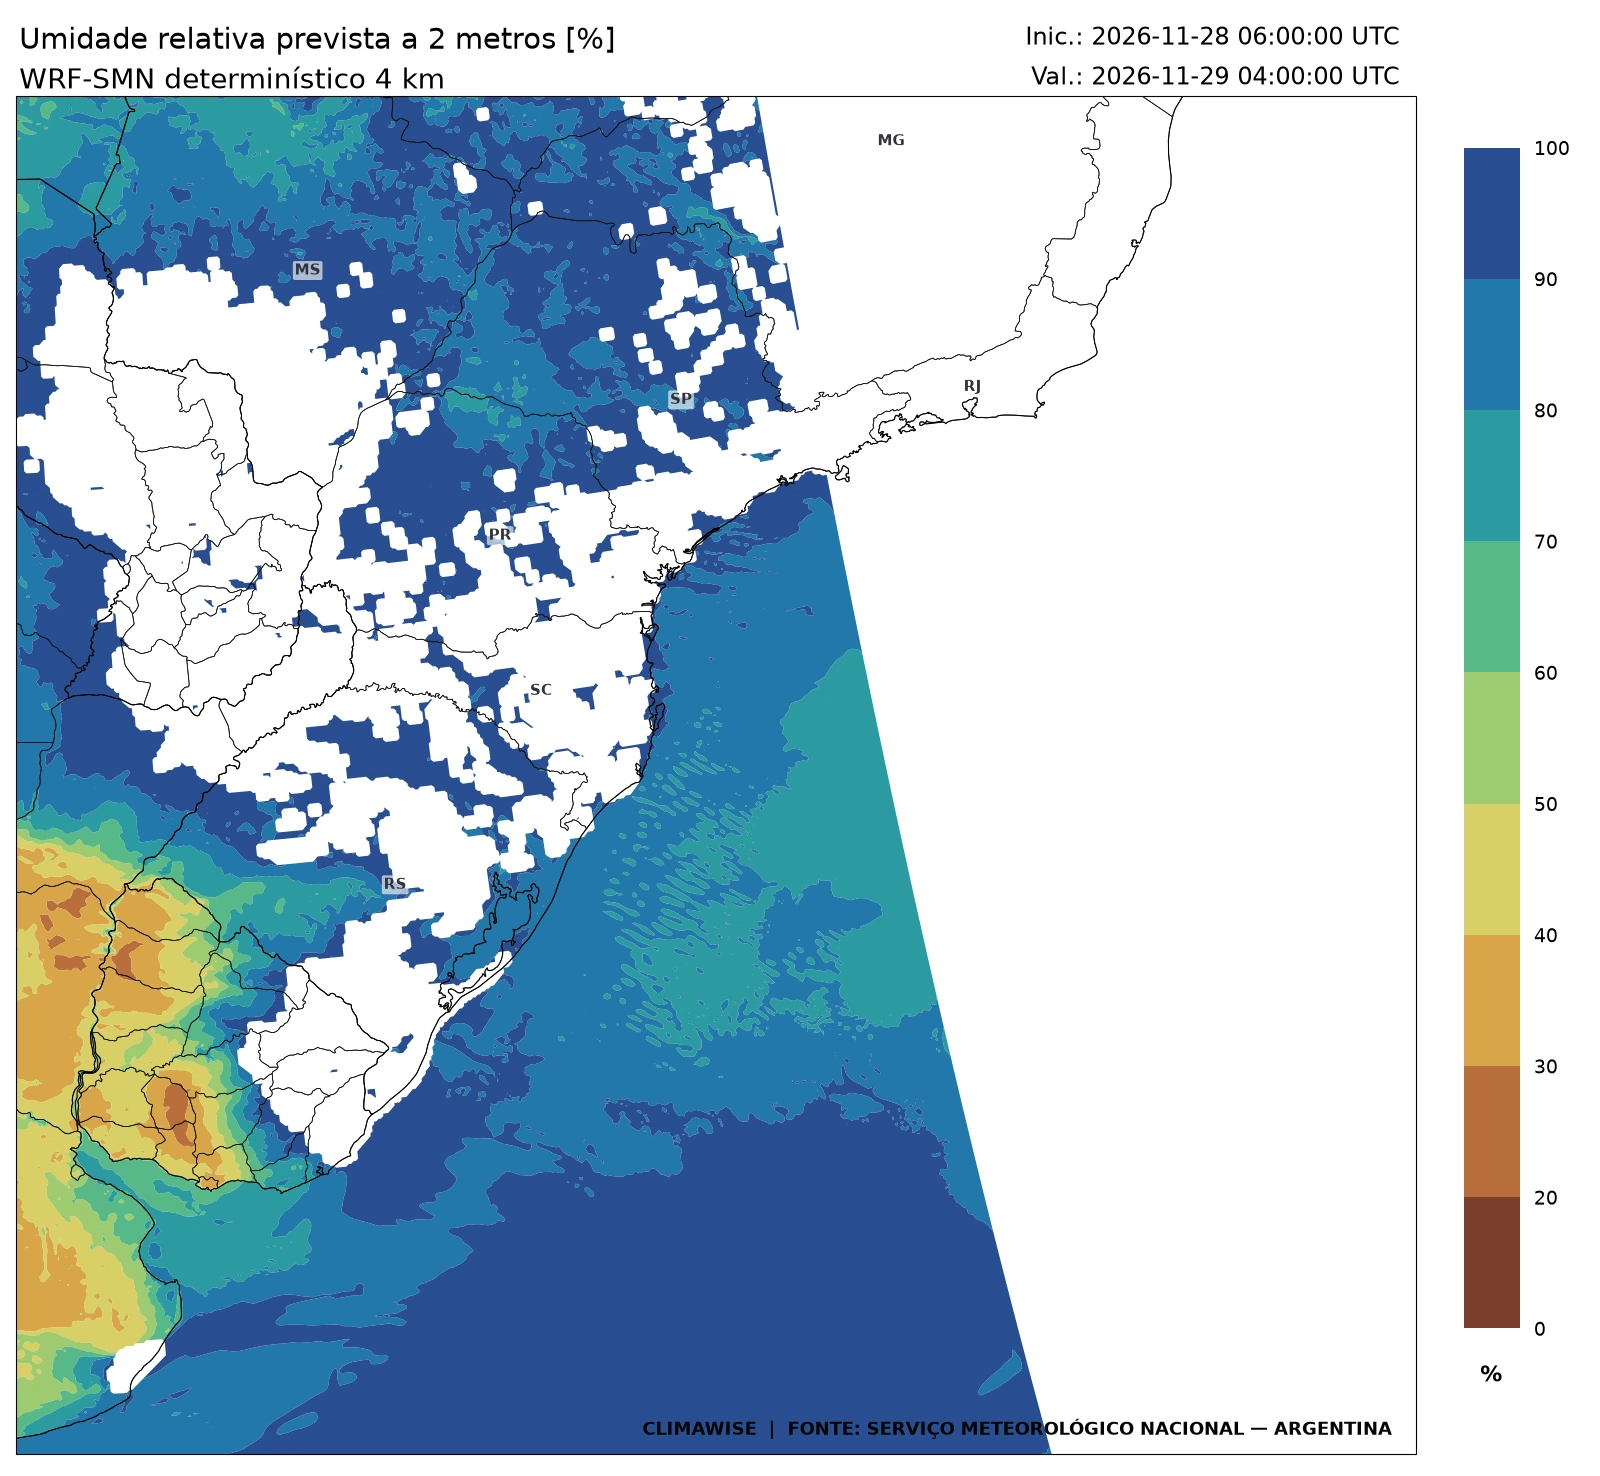 Umidade relativa prevista a 2 metros [%]
WRF-SMN determinístico 4 km
Inic.: 2026-11-28 06:00:00 UTC
Val.: 2026-11-29 04:00:00 UTC
MG
MS
RJ
SP
PR
SC
RS
100
90
80
70
60
50
40
30
20
0
%
CLIMAWISE | FONTE: SERVIÇO METEOROLÓGICO NACIONAL — ARGENTINA